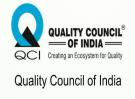 QUALITY COUNCIL®
OF INDIA
QCI
Creating an Ecosystem for Quality
Quality Council of India